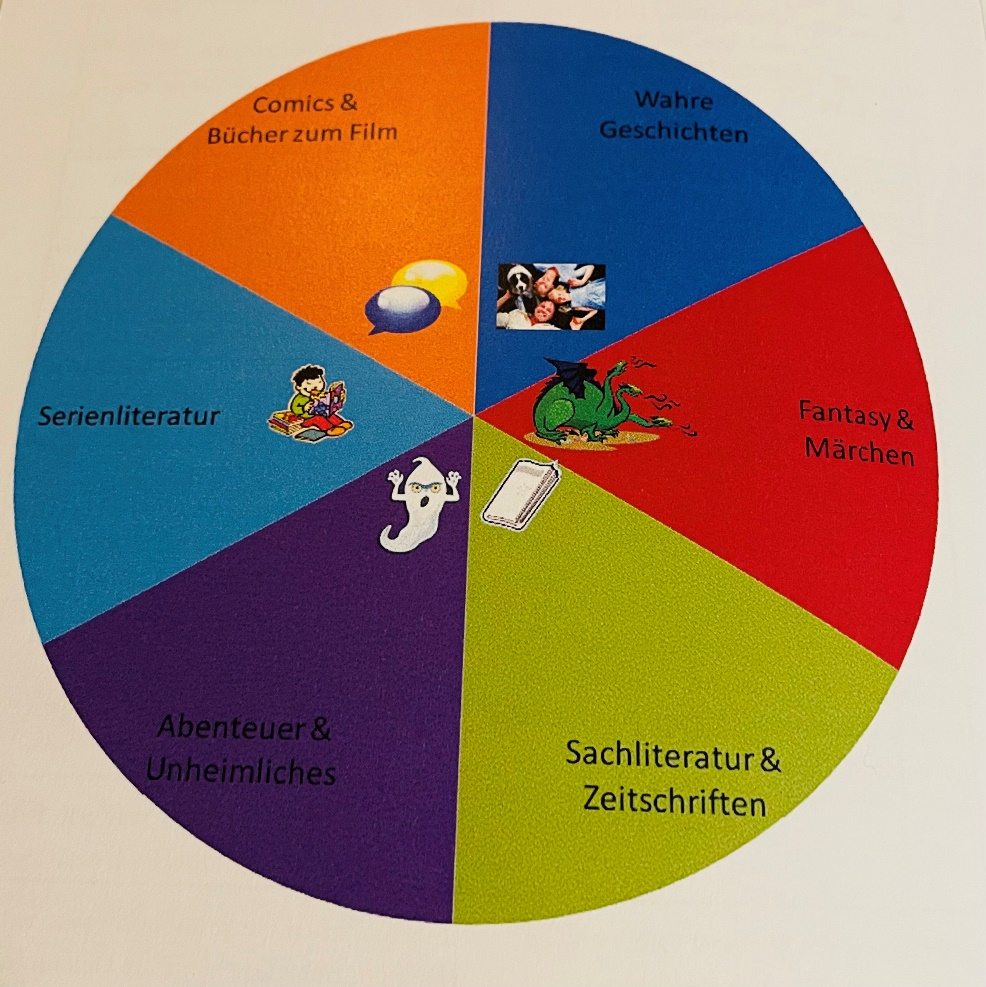 Comics &
Bücher zum Film
Wahre
Geschichten
Serienliteratur
Fantasy &
Märchen
Abenteuer &
Unheimliches
Sachliteratur &
Zeitschriften